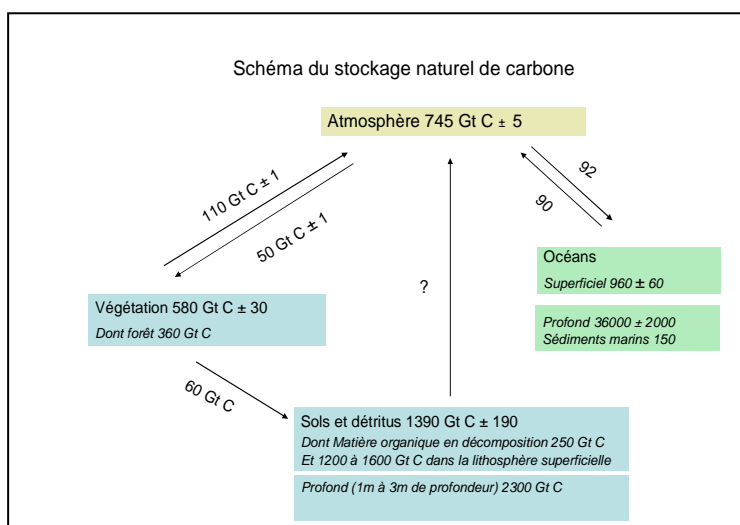 Schéma du stockage naturel de carbone
Atmosphère 745 Gt C ± 5
110 Gt C ± 1
50 Gt C ± 1
92
90
?
Océans
Superficiel 960 ± 60
Profond 36000 ± 2000
Sédiments marins 150
Végétation 580 Gt C ± 30
Dont forêt 360 Gt C
60 Gt C
Sols et détritus 1390 Gt C ± 190
Dont Matière organique en décomposition 250 Gt C
Et 1200 à 1600 Gt C dans la lithosphère superficielle
Profond (1m à 3m de profondeur) 2300 Gt C